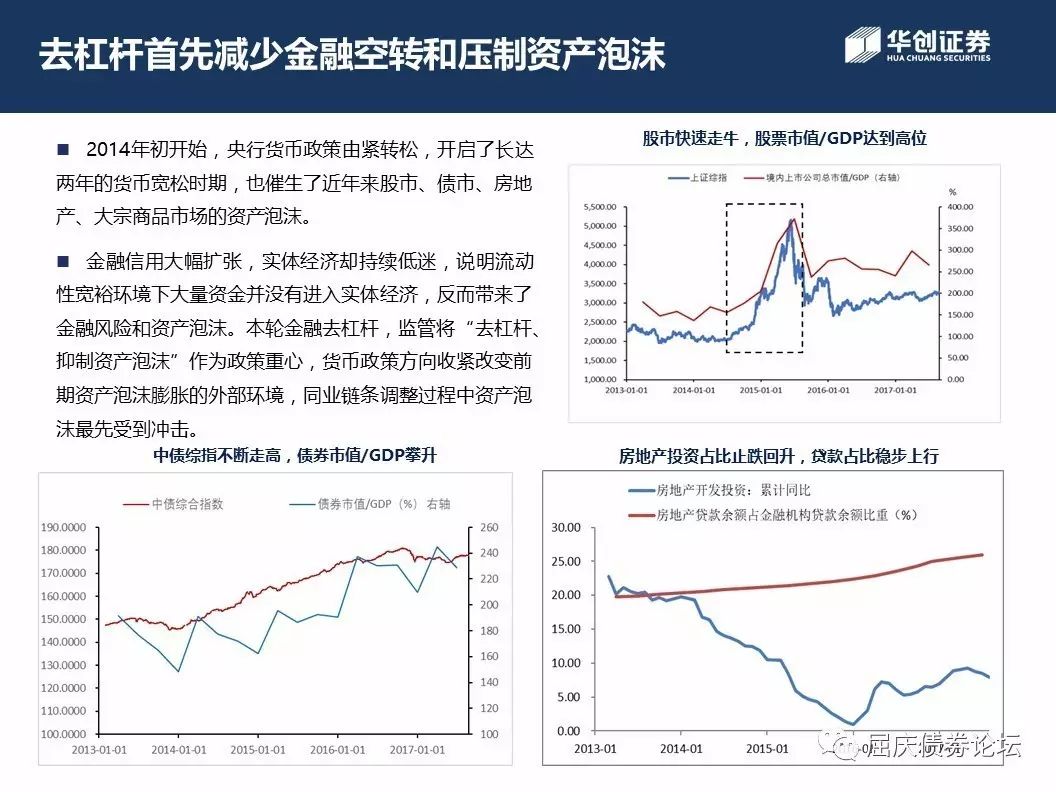 去杠杆首先减少金融空转和压制资产泡沫
华创证券
HUA CHUANG SECURITIES
■ 2014年初开始，央行货币政策由紧转松，开启了长达
两年的货币宽松时期，也催生了近年来股市、债市、房地
产、大宗商品市场的资产泡沫。
■ 金融信用大幅扩张，实体经济却持续低迷，说明流动
性宽裕环境下大量资金并没有进入实体经济，反而带来了
金融风险和资产泡沫。本轮金融去杠杆，监管将“去杠杆、
抑制资产泡沫”作为政策重心，货币政策方向收紧改变前
期资产泡沫膨胀的外部环境，同业链条调整过程中资产泡
沫最先受到冲击。
股市快速走牛，股票市值/GDP达到高位
上证综指 境内上市公司总市值/GDP（右轴）
%
5,500.00 400.00
5,000.00 350.00
4,500.00 300.00
4,000.00 250.00
3,500.00 200.00
3,000.00 150.00
2,500.00 100.00
2,000.00 50.00
1,500.00 0.00
1,000.00
2013-01-01 2014-01-01 2015-01-01 2016-01-01 2017-01-01
中债综指不断走高，债券市值/GDP攀升
中债综合指数 债券市值/GDP（%） 右轴
190.0000 260
180.0000 240
170.0000 220
160.0000 200
150.0000 180
140.0000 160
130.0000 140
120.0000 120
110.0000 100
100.0000
2013-01-01 2014-01-01 2015-01-01 2016-01-01 2017-01-01
房地产投资占比止跌回升，贷款占比稳步上行
房地产开发投资：累计同比
房地产贷款余额占金融机构贷款余额比重（%）
30.00
25.00
20.00
15.00
10.00
5.00
0.00
2013-01 2014-01 2015-01
屈庆债券论坛